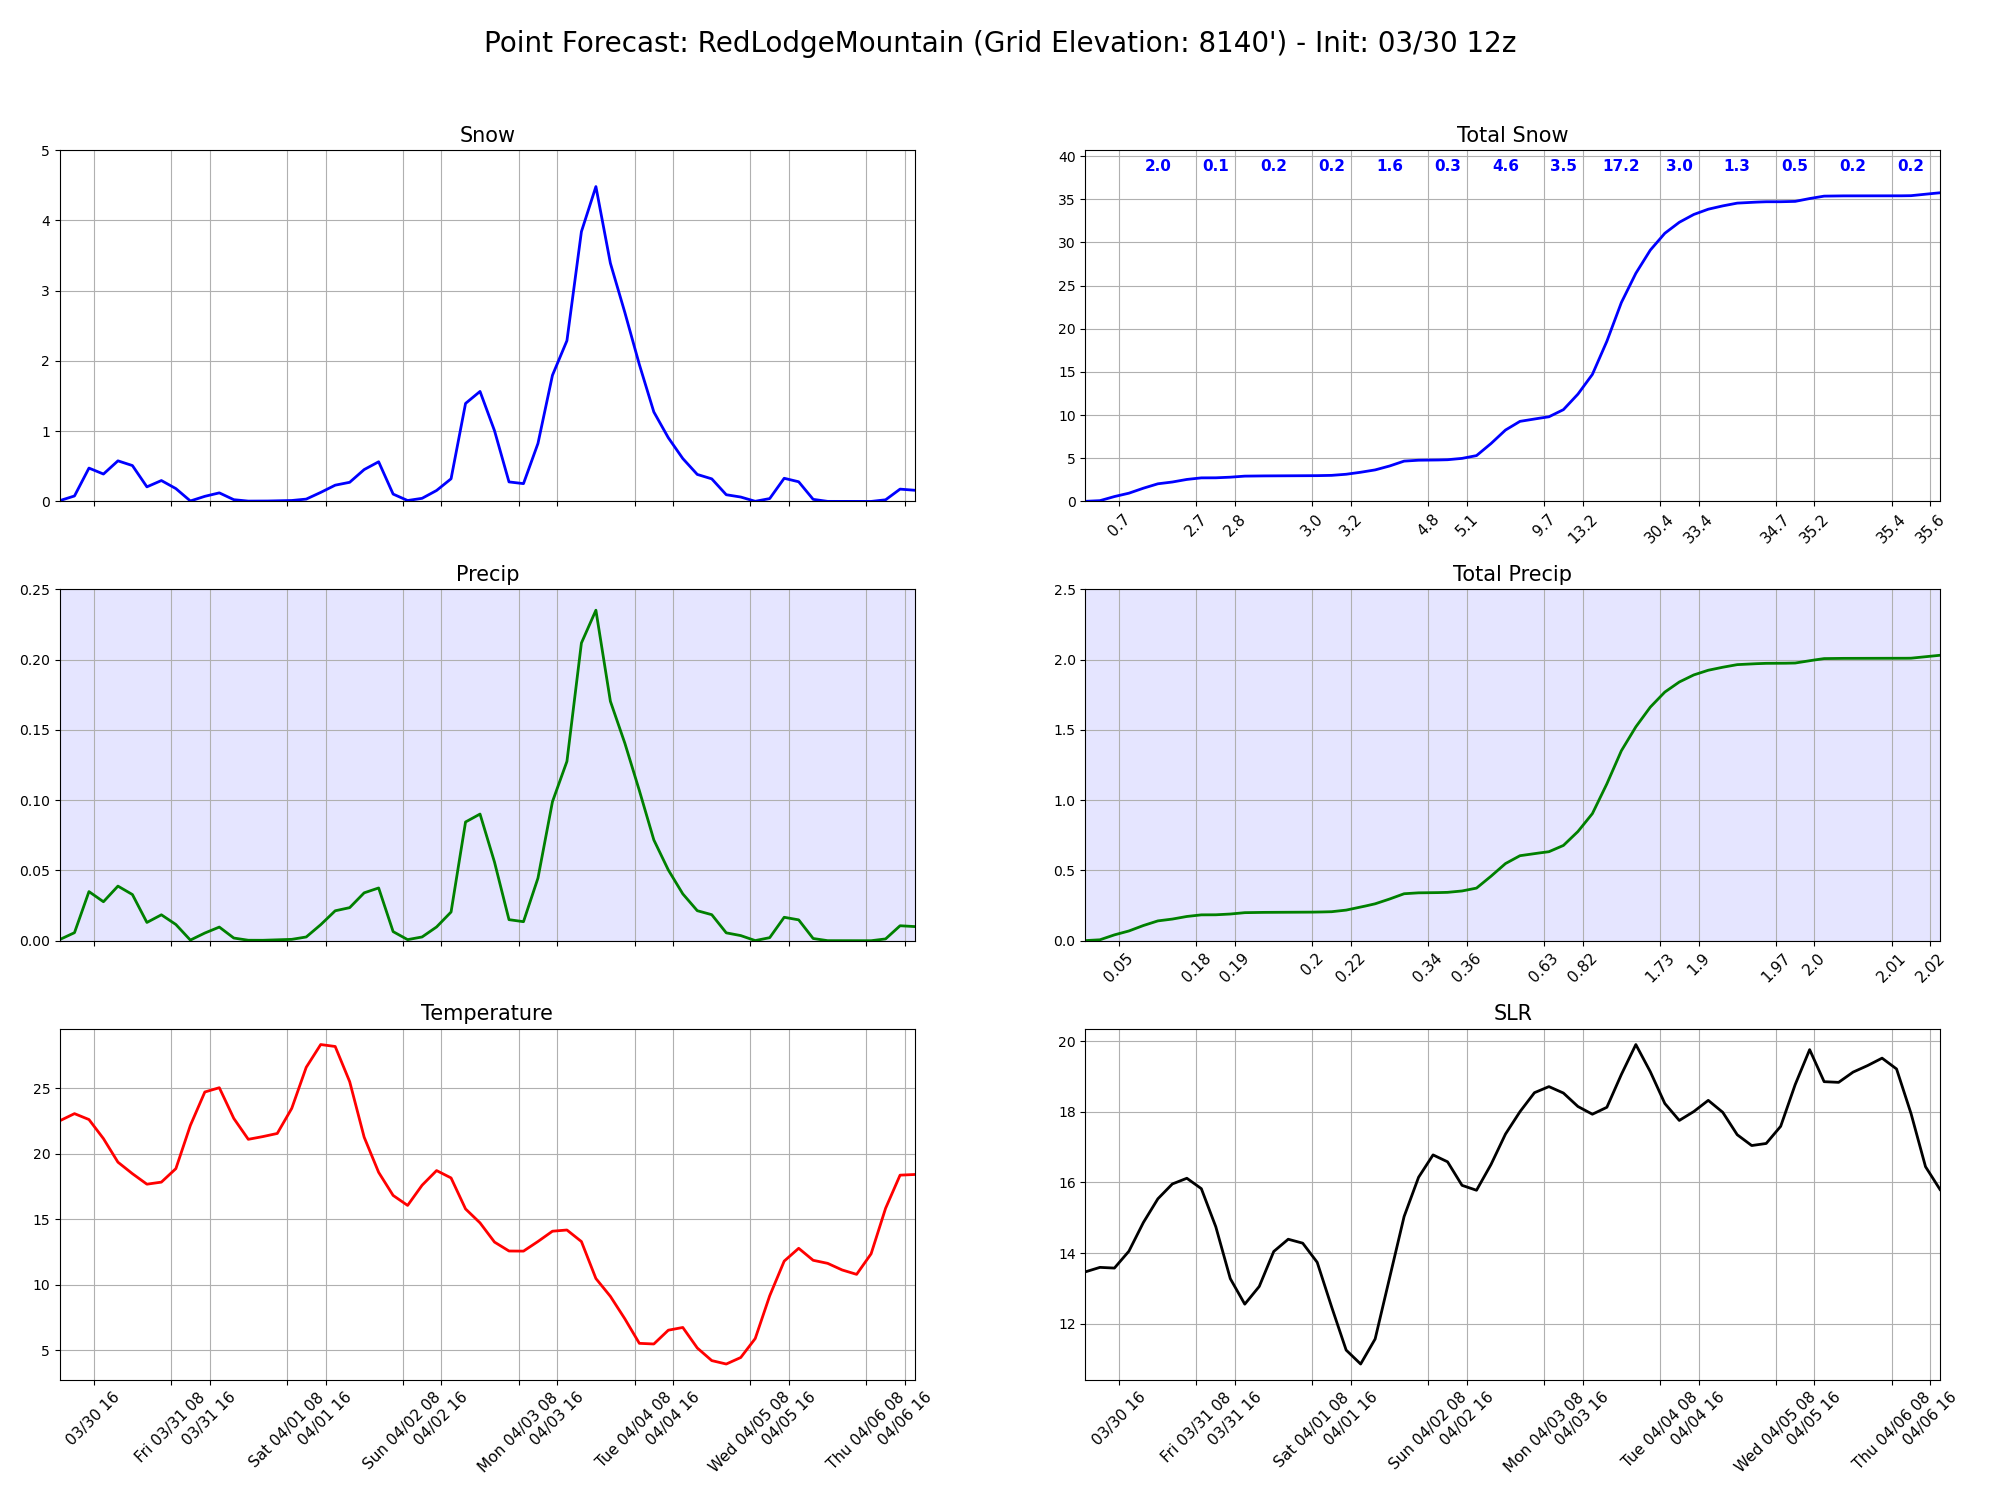 Point Forecast: RedLodgeMountain (Grid Elevation: 8140') - Init: 03/30 12z
Snow
5
4
3
2
1
0
Total Snow
40
35
30
25
20
15
10
5
0
2.0 0.1 0.2 0.2 1.6 0.3 4.6 3.5 17.2 3.0 1.3 0.5 0.2 0.2
0.7 2.7 2.8 3.0 3.2 4.8 5.1 9.7 13.2 30.4 33.4 34.7 35.2 35.4 35.6
Precip
0.25
0.20
0.15
0.10
0.05
0.00
Total Precip
2.5
2.0
1.5
1.0
0.5
0.0
0.05 0.18 0.19 0.2 0.22 0.34 0.36 0.63 0.82 1.73 1.9 1.97 2.0 2.01 2.02
Temperature
25
20
15
10
5
03/30 16
Fri 03/31 08
03/31 16
Sat 04/01 08
04/01 16
Sun 04/02 08
04/02 16
Mon 04/03 08
04/03 16
Tue 04/04 08
04/04 16
Wed 04/05 08
04/05 16
Thu 04/06 08
04/06 16
SLR
20
18
16
14
12
03/30 16
Fri 03/31 08
03/31 16
Sat 04/01 08
04/01 16
Sun 04/02 08
04/02 16
Mon 04/03 08
04/03 16
Tue 04/04 08
04/04 16
Wed 04/05 08
04/05 16
Thu 04/06 08
04/06 16